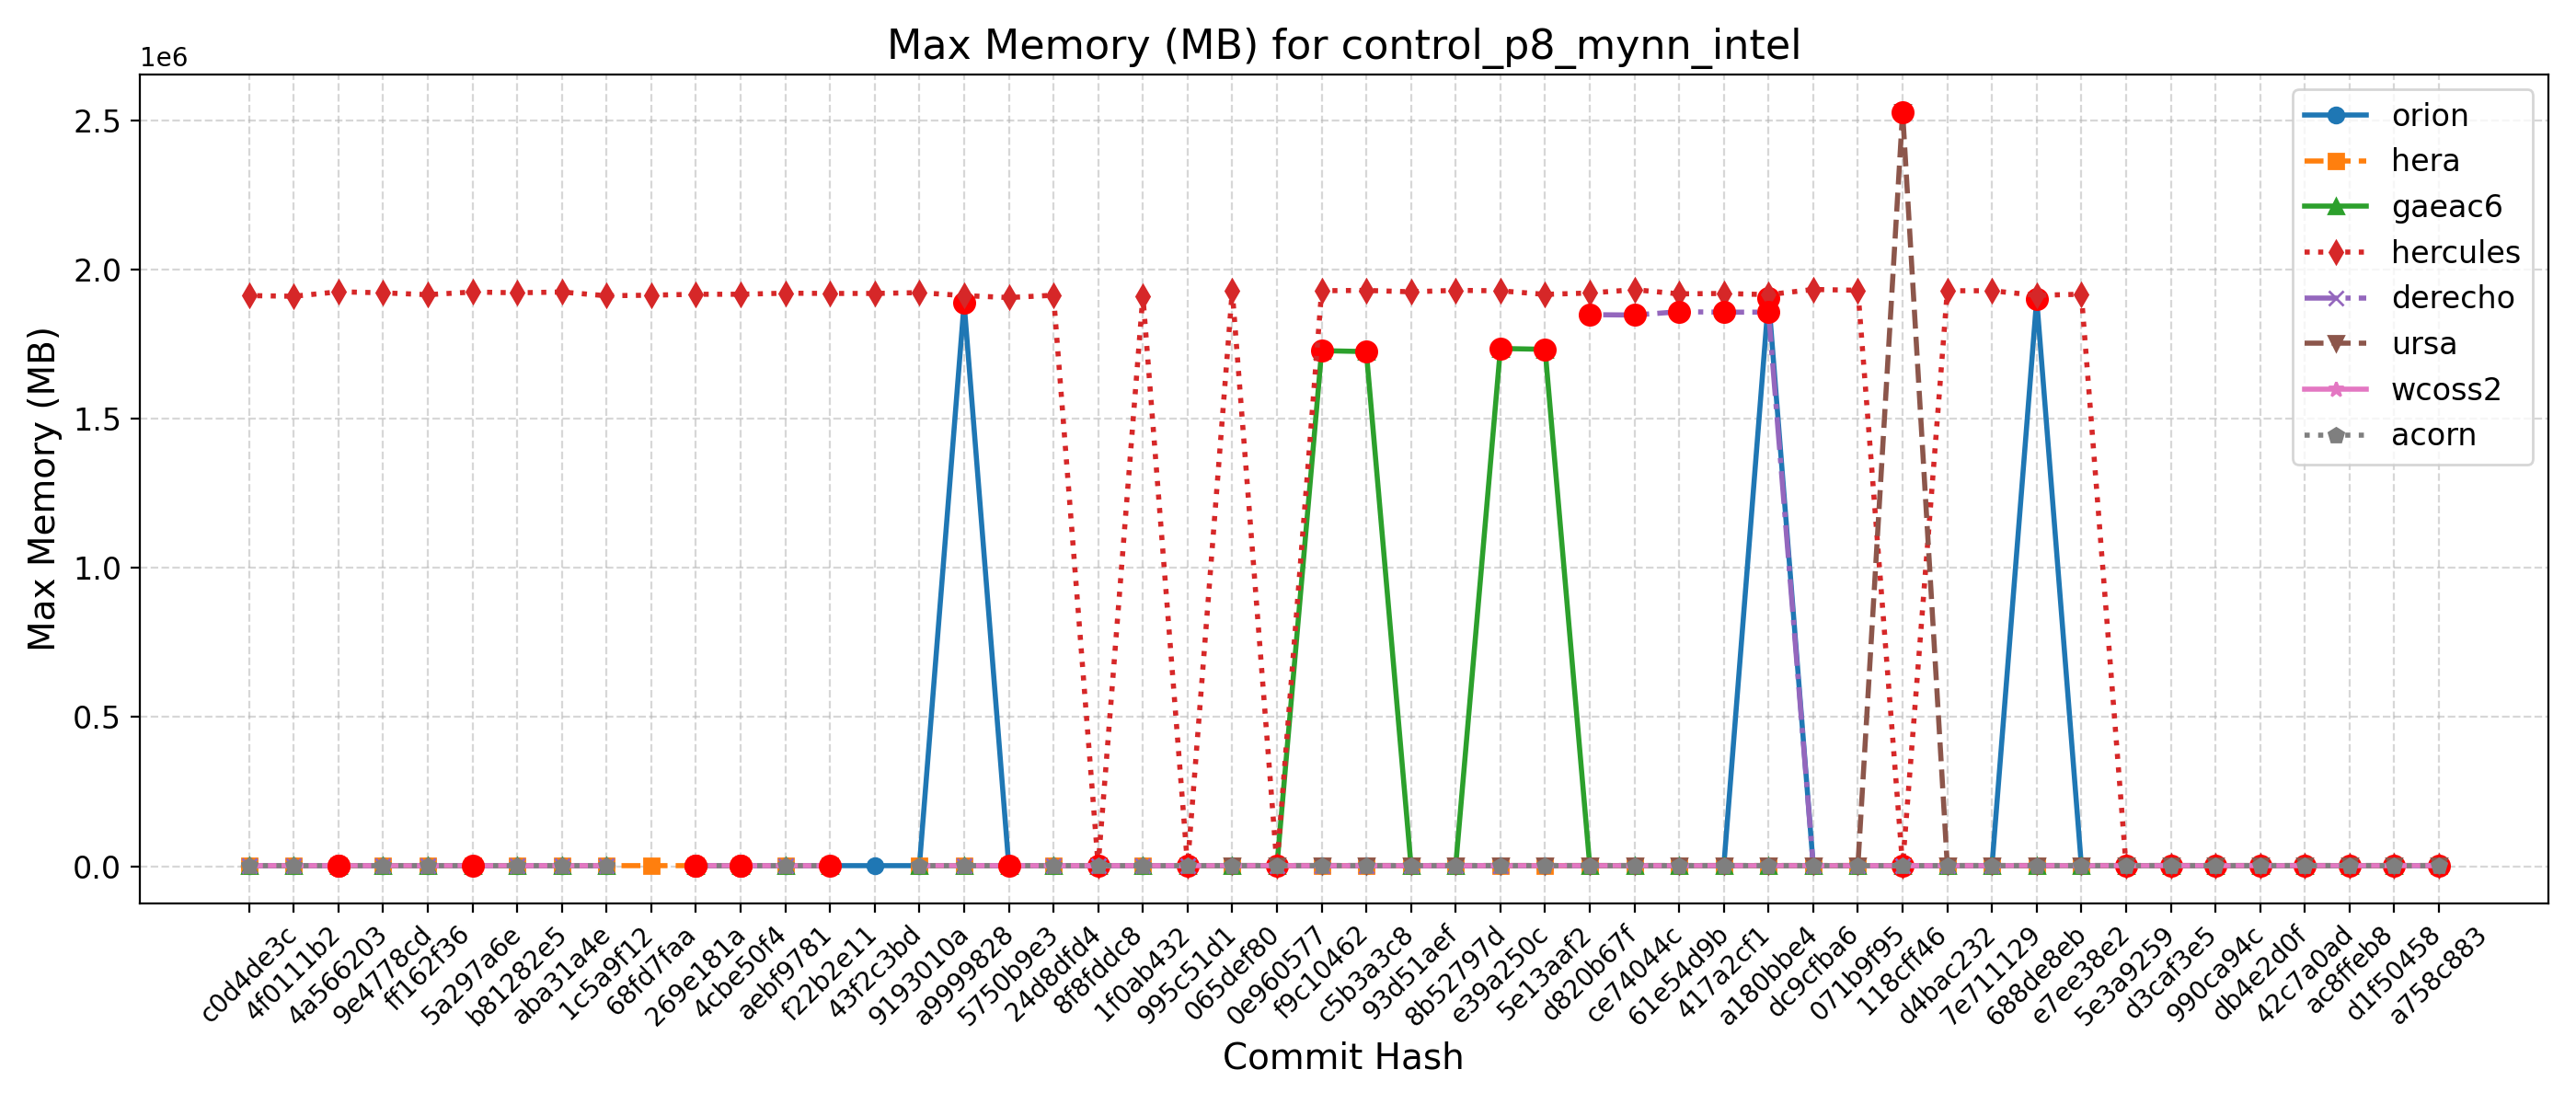 Max Memory (MB) for control_p8_mynn_intel
1e6
2.5
2.0
1.5
1.0
0.5
0.0
Max Memory (MB)
orion
hera
gaeac6
hercules
derecho
ursa
wcoss2
acorn
c0d4de3c
4f0111b2
4a566203
9e4778cd
ff162f36
5a297a6e
b81282e5
aba31a4e
1c5a9f12
68fd7faa
269e181a
4cbe50f4
aebf9781
f22b2e11
43f2c3bd
9193010a
a9999828
5750b9e3
24d8dfd4
8f8fddc8
1f0ab432
995c51d1
065def80
0e960577
f9c10462
c5b3a3c8
93d51aef
8b52797d
e39a250c
5e13aaf2
d820b67f
ce74044c
61e54d9b
417a2cf1
a180bbe4
dc9cfba6
071b9f95
118cff46
d4bac232
7e711129
688de8eb
e7ee38e2
5e3a9259
d3caf3e5
990ca94c
db4e2d0f
42c7a0ad
ac8ffeb8
d1f50458
a758c883
Commit Hash